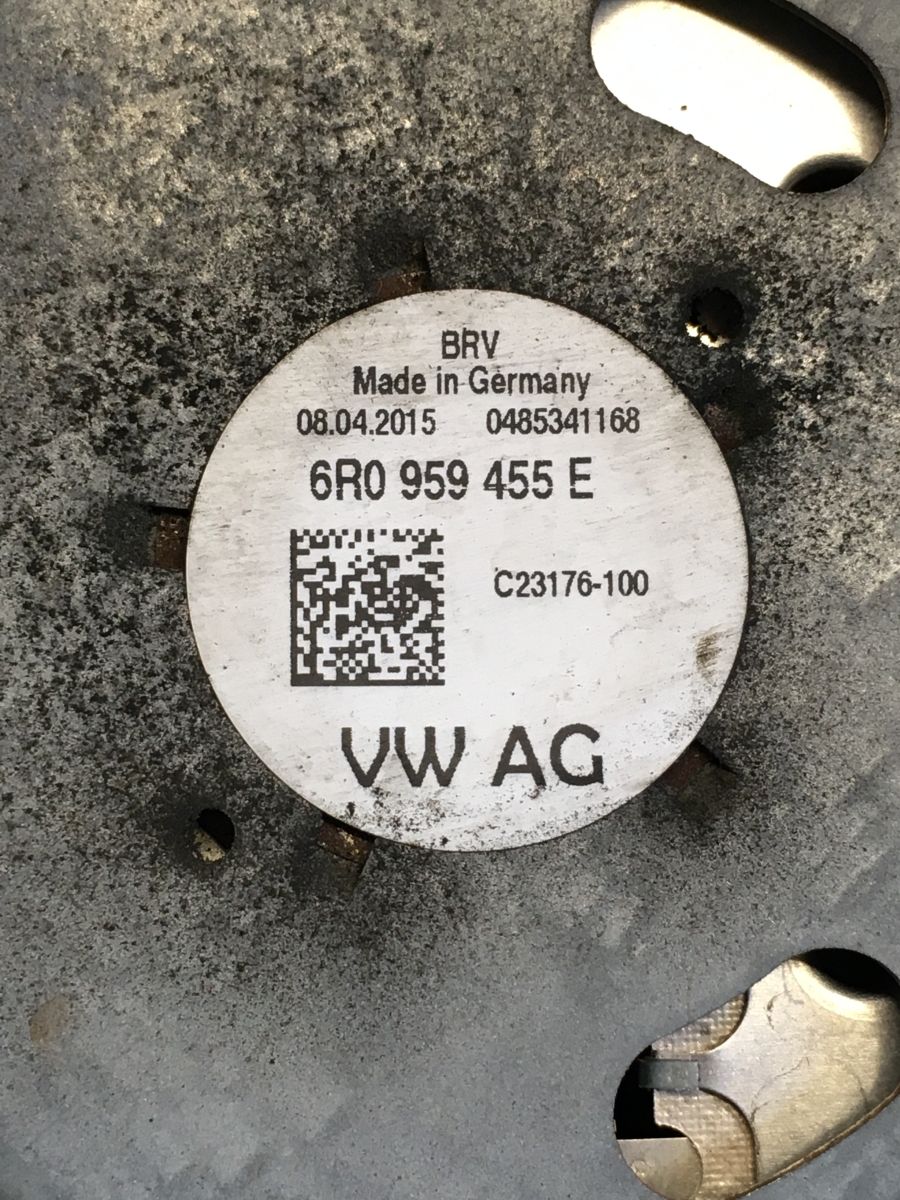 BRV
Made in Germany
08.04.2015 0485341168
6R0 959 455 E
C23176-100
VW AG